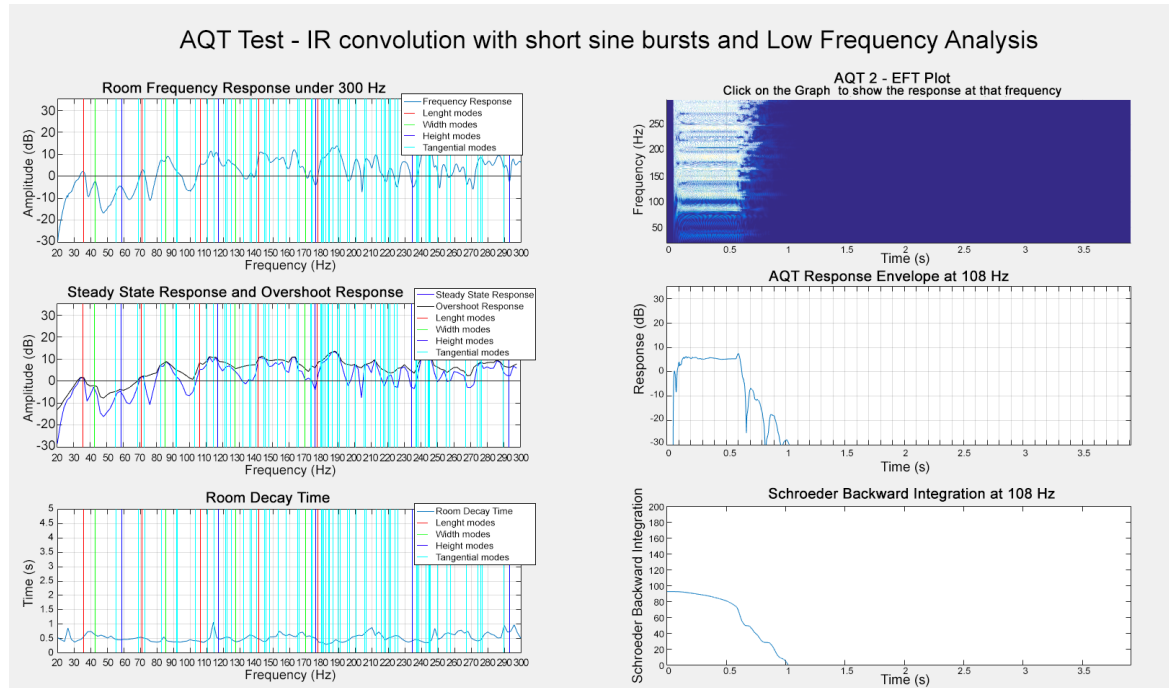 AQT Test - IR convolution with short sine bursts and Low Frequency Analysis
Room Frequency Response under 300 Hz
Frequency Response
Lenght modes
Width modes
Height modes
Tangential modes
Amplitude (dB)
30
20
10
0
-10
-20
-30
20 30 40 50 60 70 80 90 100 110 120 130 140 150 160 170 180 190 200 210 220 230 240 250 260 270 280 290 300
Frequency (Hz)
Steady State Response and Overshoot Response
Steady State Response
Overshoot Response
Lenght modes
Width modes
Height modes
Tangential modes
Amplitude (dB)
30
20
10
0
-10
-20
-30
20 30 40 50 60 70 80 90 100 110 120 130 140 150 160 170 180 190 200 210 220 230 240 250 260 270 280 290 300
Frequency (Hz)
Room Decay Time
Room Decay Time
Lenght modes
Width modes
Height modes
Tangential modes
Time (s)
5
4.5
4
3.5
3
2.5
2
1.5
1
0.5
0
20 30 40 50 60 70 80 90 100 110 120 130 140 150 160 170 180 190 200 210 220 230 240 250 260 270 280 290 300
Frequency (Hz)
AQT 2 - EFT Plot
Click on the Graph to show the response at that frequency
Frequency (Hz)
250
200
150
100
50
0 0.5 1 1.5 2 2.5 3 3.5
Time (s)
AQT Response Envelope at 108 Hz
Response (dB)
30
20
10
0
-10
-20
-30
0 0.5 1 1.5 2 2.5 3 3.5
Time (s)
Schroeder Backward Integration at 108 Hz
Schroeder Backward Integration
200
180
160
140
120
100
80
60
40
20
0
0 0.5 1 1.5 2 2.5 3 3.5
Time (s)